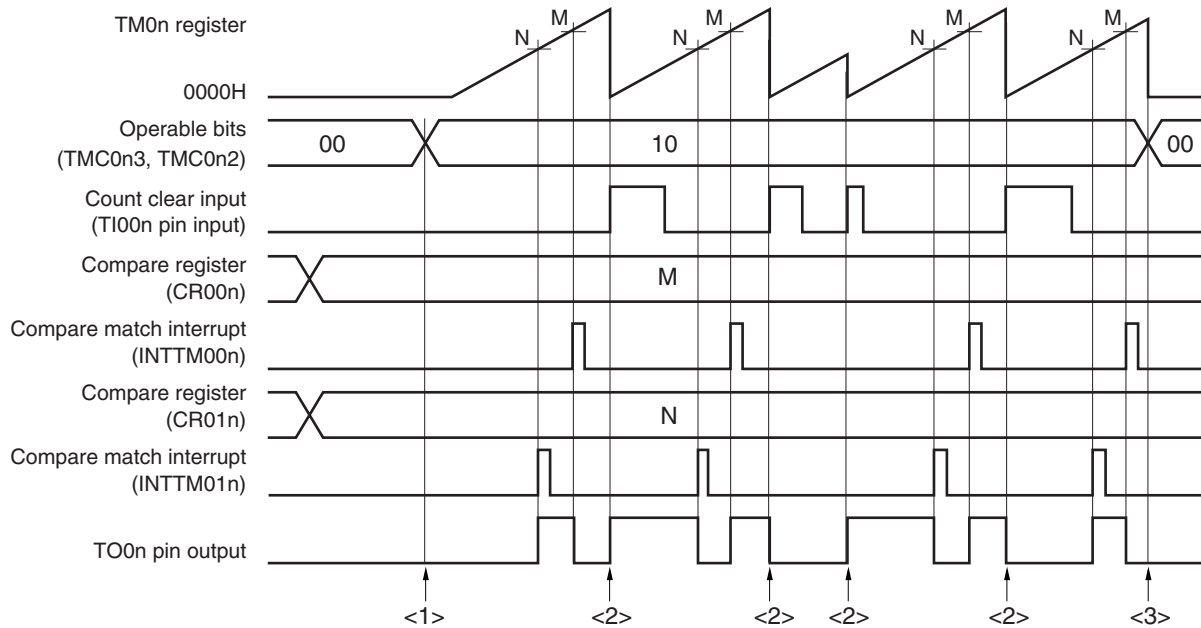 TM0n register
N M N M N M N M
0000H
Operable bits
(TMC0n3, TMC0n2)
00 10 00
Count clear input
(TI00n pin input)
Compare register
(CR00n)
M
Compare match interrupt
(INTTM00n)
Compare register
(CR01n)
N
Compare match interrupt
(INTTM01n)
TO0n pin output
<1> <2> <2> <2> <2> <3>